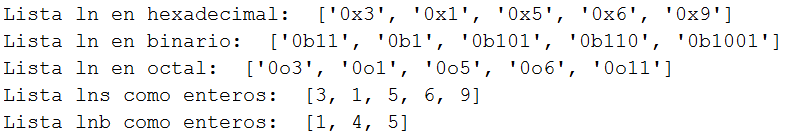 Lista ln en hexadecimal:  ['0x3', '0x1', '0x5', '0x6', '0x9']
Lista ln en binario:  ['0b11', '0b1', '0b101', '0b110', '0b1001']
Lista ln en octal:  ['0o3', '0o1', '0o5', '0o6', '0o11']
Lista lns como enteros:  [3, 1, 5, 6, 9]
Lista lnb como enteros:  [1, 4, 5]